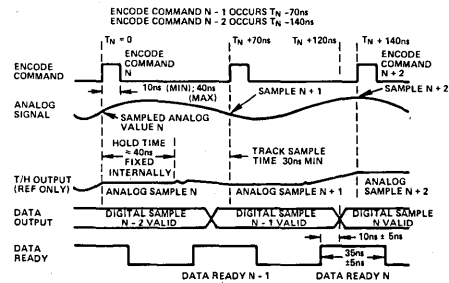 ENCODE COMMAND N - 1 OCCURS TN -70ns
ENCODE COMMAND N - 2 OCCURS TN -140ns
TN = 0
TN +70ns
TN +120ns
TN + 140ns
ENCODE COMMAND
ENCODE
COMMAND
N
ENCODE
COMMAND
N + 2
10ns (MIN); 40ns
(MAX)
SAMPLE N + 1
SAMPLE N + 2
ANALOG
SIGNAL
SAMPLED ANALOG
VALUE N
HOLD TIME
≈ 40ns
FIXED
INTERNALLY
TRACK SAMPLE
TIME 30ns MIN
T/H OUTPUT
(REF ONLY)
ANALOG SAMPLE N
ANALOG SAMPLE N + 1
ANALOG
SAMPLE N + 2
DATA
OUTPUT
DIGITAL SAMPLE
N - 2 VALID
DIGITAL SAMPLE
N - 1 VALID
DIGITAL SAMPLE
N VALID
10ns ± 5ns
DATA
READY
35ns
±5ns
DATA READY N - 1
DATA READY N